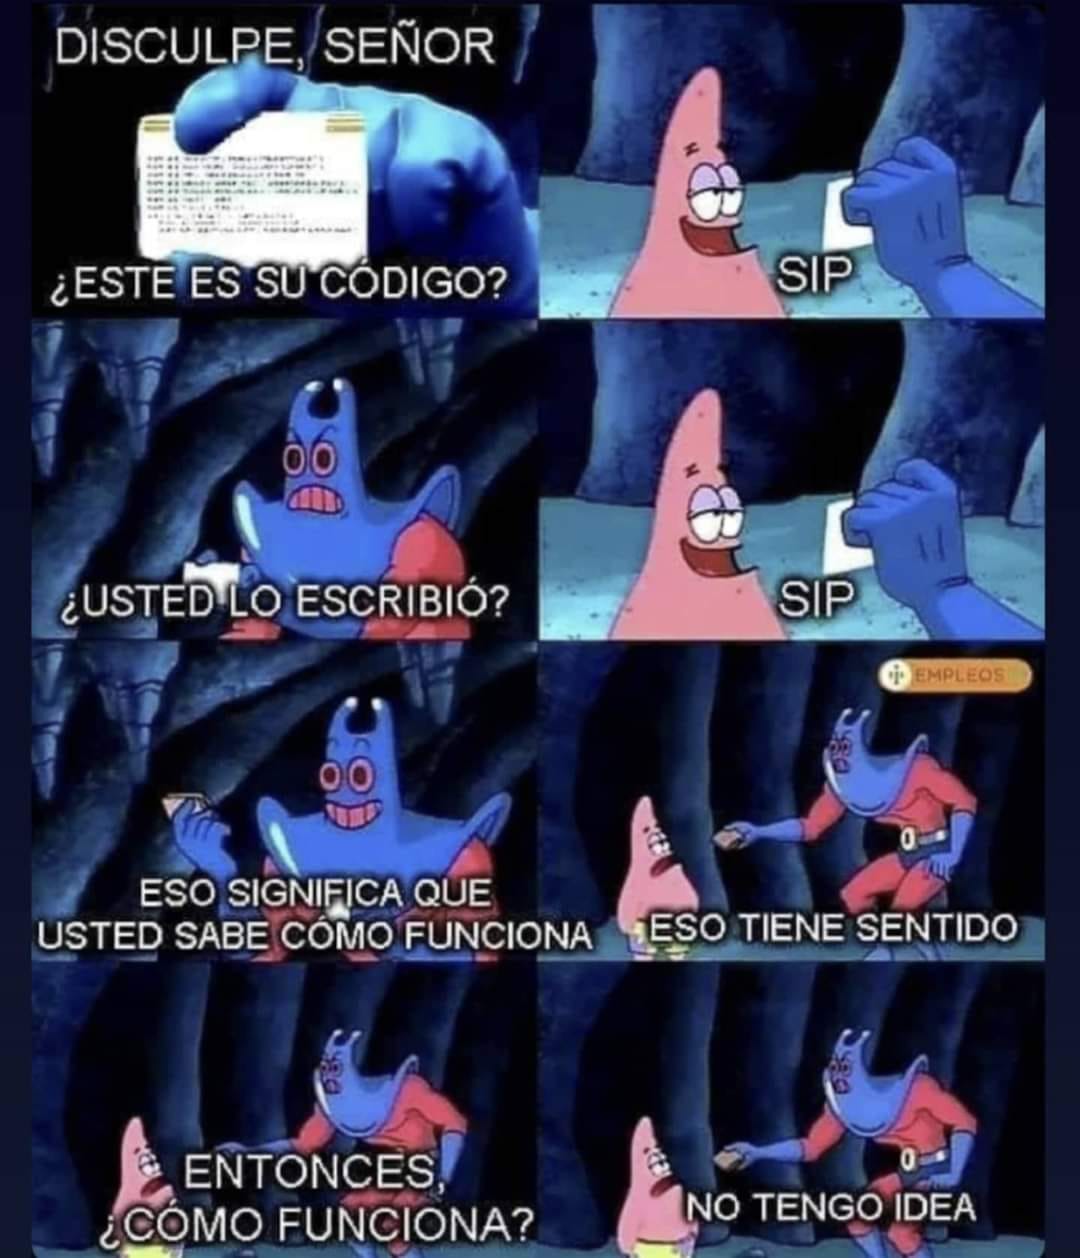 DISCULPE, SEÑOR
¿ESTE ES SU CÓDIGO?
SIP
¿USTED LO ESCRIBIÓ?
SIP
ESO SIGNIFICA QUE
USTED SABE CÓMO FUNCIONA
EMPLEOS
ESO TIENE SENTIDO
ENTONCES,
¿CÓMO FUNCIONA?
NO TENGO IDEA